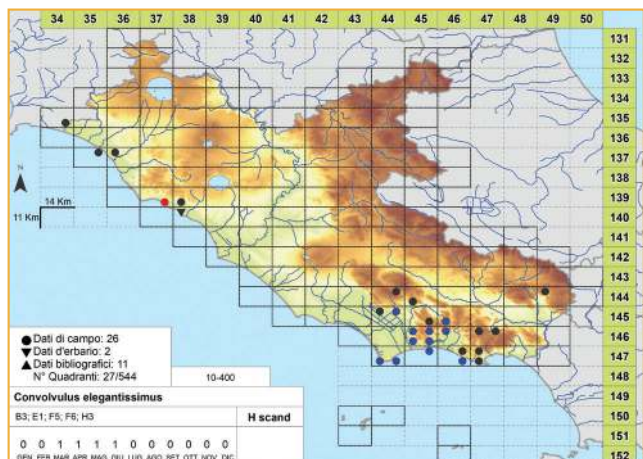 34 35 36 37 38 39 40 41 42 43 44 45 46 47 48 49 50
131
132
133
134
135
136
137
138
139
140
141
142
143
144
145
146
147
148
149
150
151
152
N
14 Km
11 Km
Dati di campo: 26
Dati d'erbario: 2
Dati bibliografici: 11
N° Quadranti: 27/544
10-400
Convolvulus elegantissimus
B3; E1; F5; F6; H3
H scand
0 0 1 1 1 1 0 0 0 0 0 0
GEN FEB MAR APR MAG GIU LUG AGO SET OTT NOV DIC